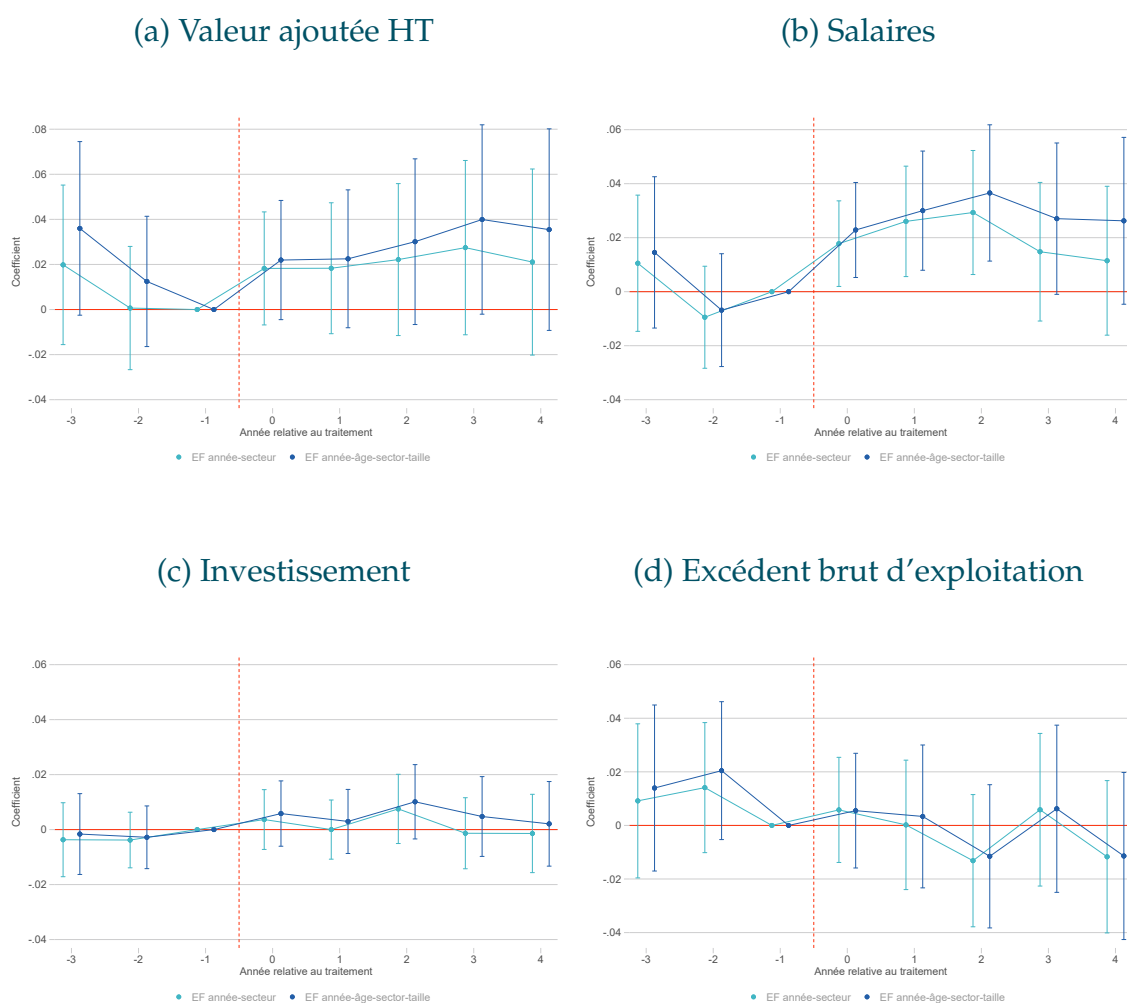 (a) Valeur ajoutée HT
.08
.06
.04
.02
0
-.02
-.04
Coefficient
-3 -2 -1 0 1 2 3 4
Année relative au traitement
EF année-secteur EF année-âge-sector-taille
(b) Salaires
.06
.04
.02
0
-.02
-.04
Coefficient
-3 -2 -1 0 1 2 3 4
Année relative au traitement
EF année-secteur EF année-âge-sector-taille
(c) Investissement
.06
.04
.02
0
-.02
-.04
Coefficient
-3 -2 -1 0 1 2 3 4
Année relative au traitement
EF année-secteur EF année-âge-sector-taille
(d) Excédent brut d'exploitation
.06
.04
.02
0
-.02
-.04
Coefficient
-3 -2 -1 0 1 2 3 4
Année relative au traitement
EF année-secteur EF année-âge-sector-taille